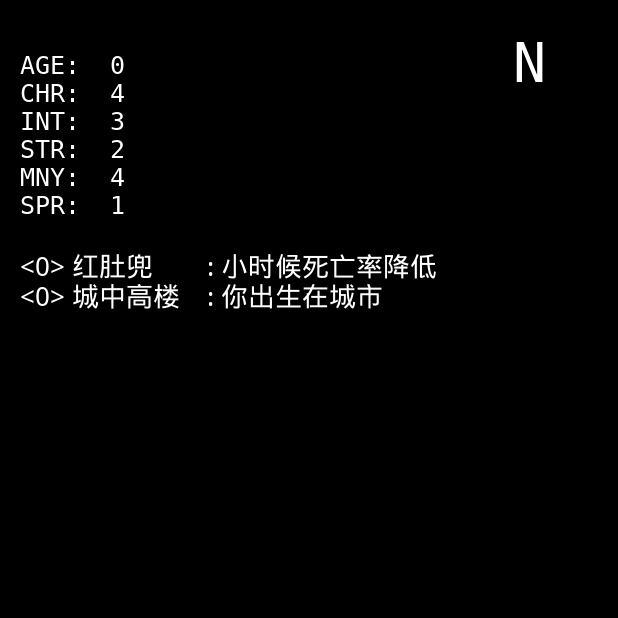 N
AGE: 0
CHR: 4
INT: 3
STR: 2
MNY: 4
SPR: 1
<O> 红肚兜 : 小时候死亡率降低
<O> 城中高楼 : 你出生在城市